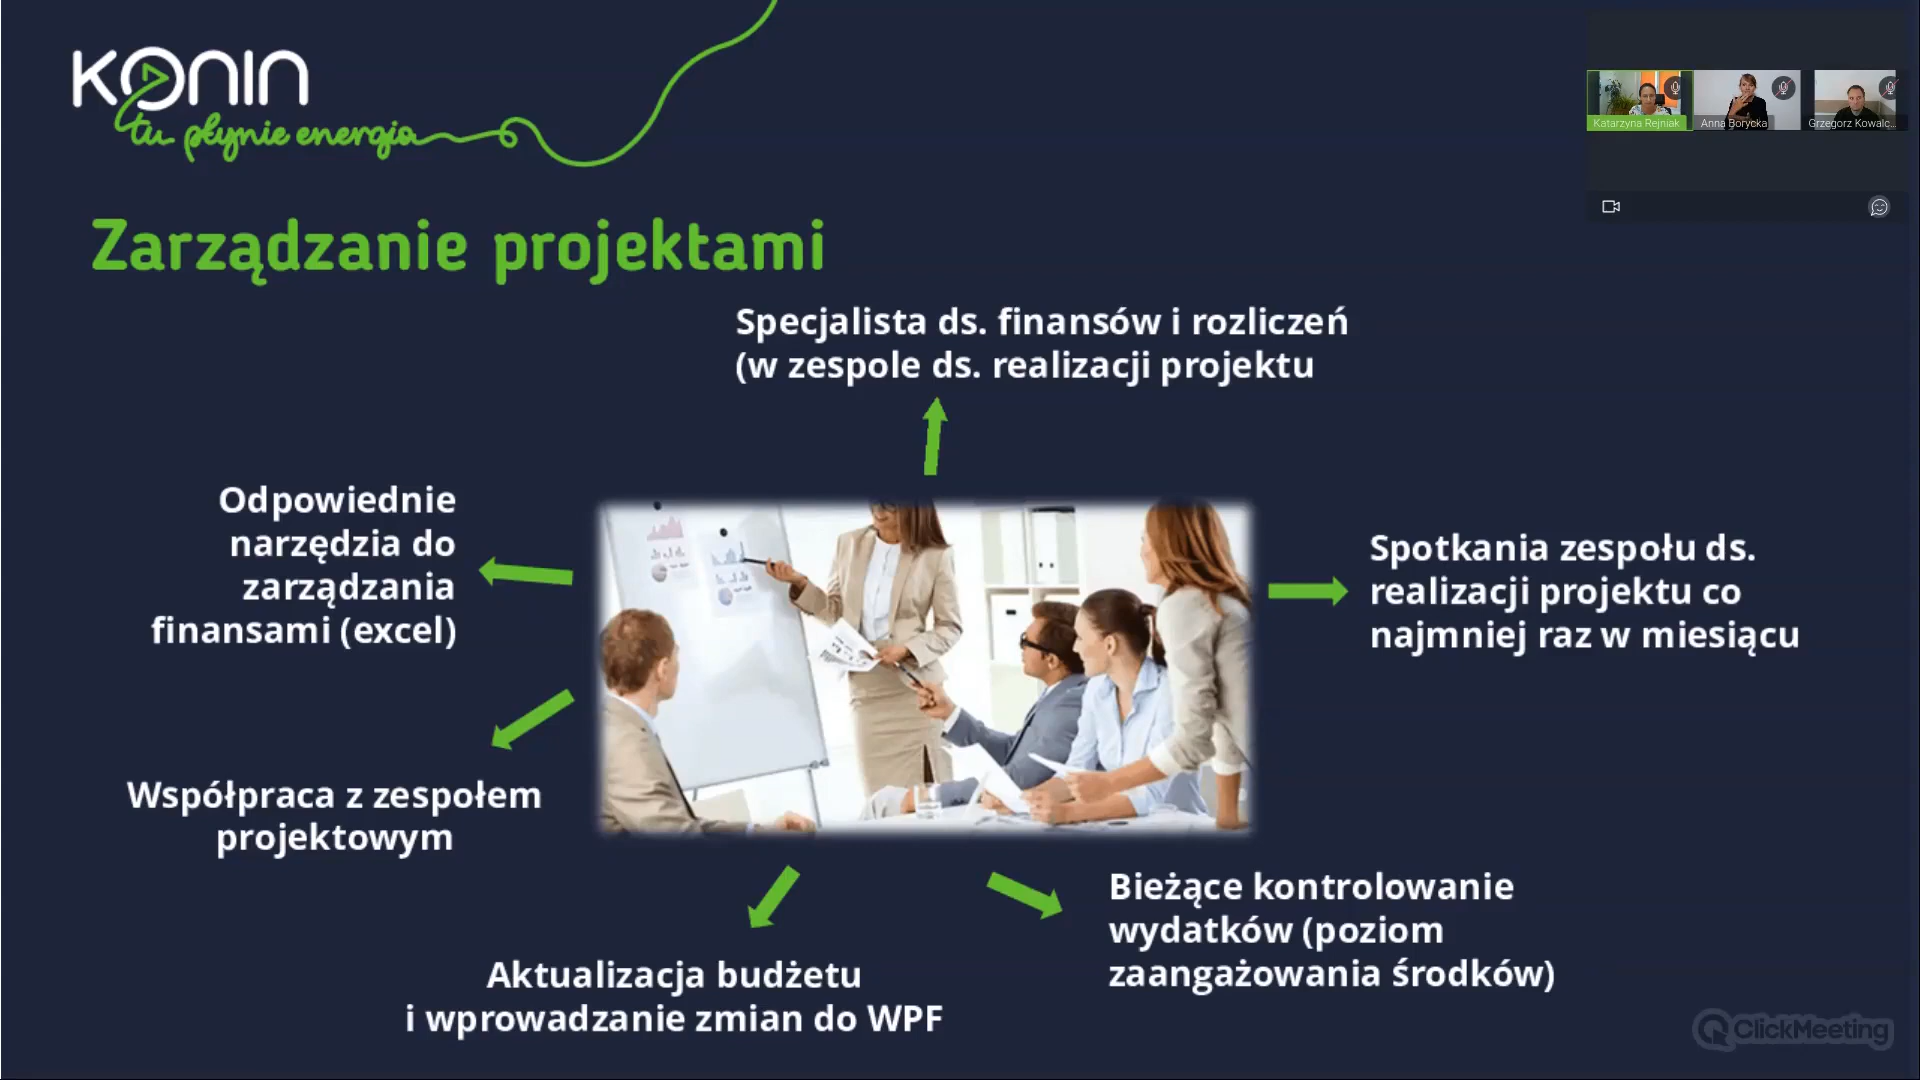 KONIN
tu płynie energia
Katarzyna Rejniak
Anna Borycka
Grzegorz Kowalc...
Zarządzanie projektami
Specjalista ds. finansów i rozliczeń
(w zespole ds. realizacji projektu
Odpowiednie
narzędzia do
zarządzania
finansami (excel)
Spotkania zespołu ds.
realizacji projektu co
najmniej raz w miesiącu
Współpraca z zespołem
projektowym
Bieżące kontrolowanie
wydatków (poziom
zaangażowania środków)
Aktualizacja budżetu
i wprowadzanie zmian do WPF
ClickMeeting